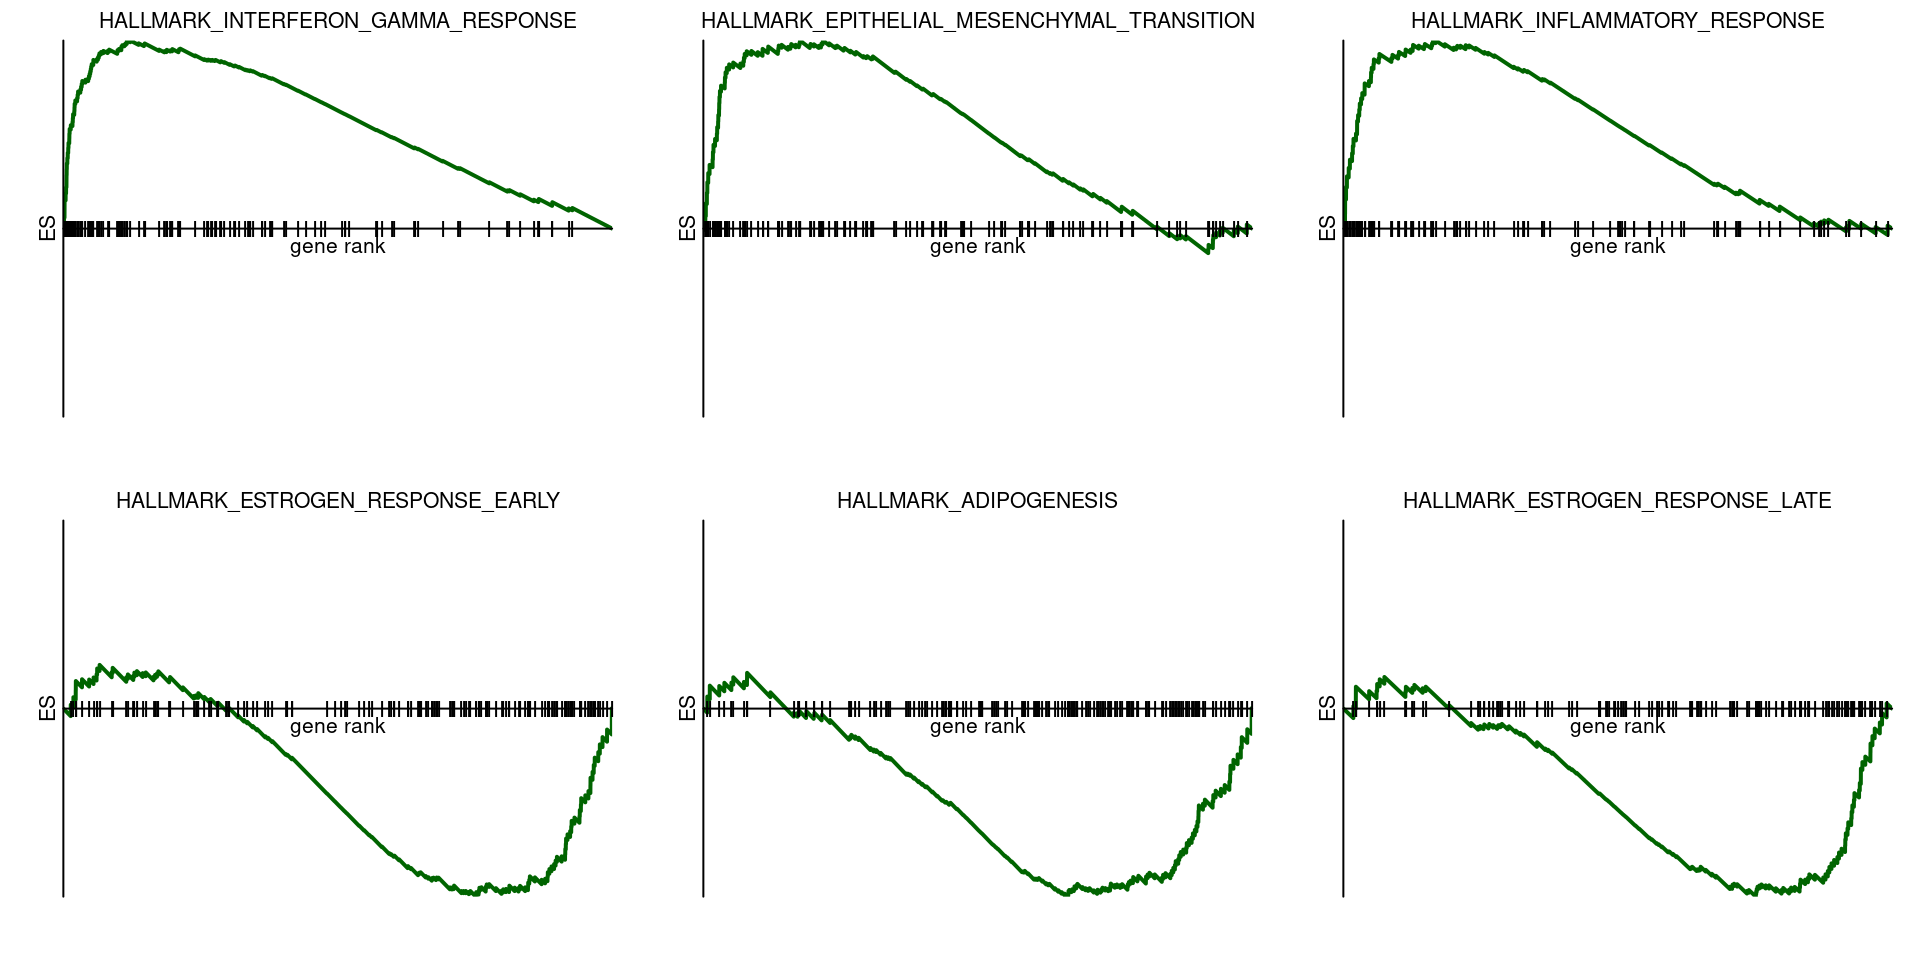 HALLMARK_INTERFERON_GAMMA_RESPONSE
ES
gene rank
HALLMARK_EPITHELIAL_MESENCHYMAL_TRANSITION
ES
gene rank
HALLMARK_INFLAMMATORY_RESPONSE
ES
gene rank
HALLMARK_ESTROGEN_RESPONSE_EARLY
ES
gene rank
HALLMARK_ADIPOGENESIS
ES
gene rank
HALLMARK_ESTROGEN_RESPONSE_LATE
ES
gene rank